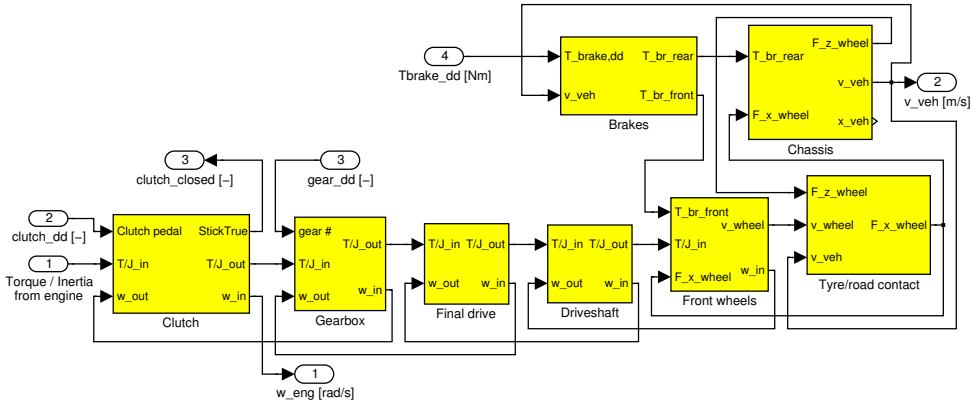 4
Tbrake_dd [Nm]
T_brake,dd T_br_rear
v_veh
T_br_front
Brakes
F_z_wheel
T_br_rear
v_veh
F_x_wheel
x_veh
Chassis
2
v_veh [m/s]
3
clutch_closed [−]
3
gear_dd [−]
2
clutch_dd [−]
1
Torque / Inertia
from engine
Clutch pedal StickTrue
T/J_in T/J_out
w_out w_in
Clutch
gear #
T/J_out
T/J_in
w_in
w_out
Gearbox
T/J_in T/J_out
w_out w_in
Final drive
T/J_in T/J_out
w_out w_in
Driveshaft
T_br_front
v_wheel
T/J_in
w_in
F_x_wheel
Front wheels
F_z_wheel
v_wheel F_x_wheel
v_veh
Tyre/road contact
1
w_eng [rad/s]